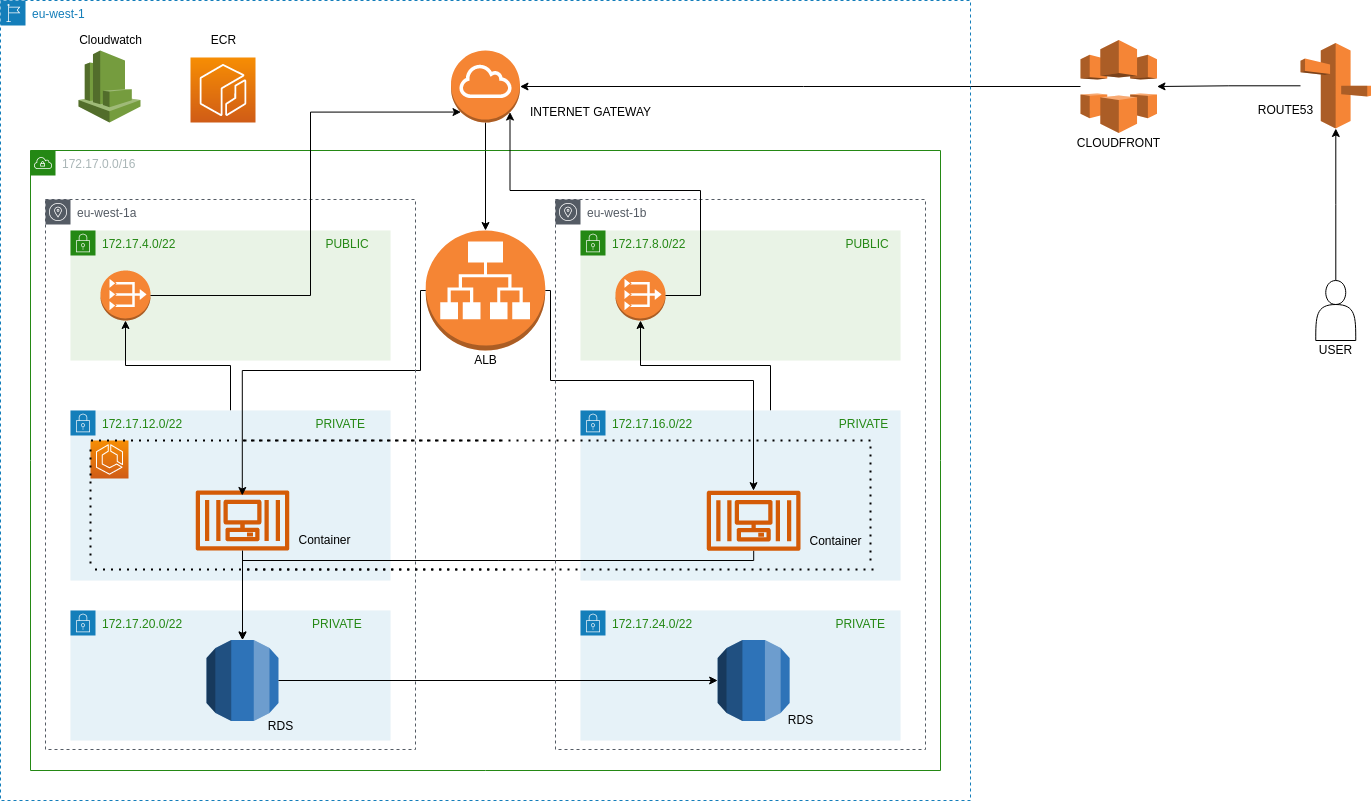 eu-west-1
Cloudwatch
ECR
INTERNET GATEWAY
CLOUDFRONT
ROUTE53
USER
172.17.0.0/16
eu-west-1a
eu-west-1b
172.17.4.0/22
PUBLIC
172.17.8.0/22
PUBLIC
ALB
172.17.12.0/22
PRIVATE
172.17.16.0/22
PRIVATE
Container
Container
172.17.20.0/22
PRIVATE
172.17.24.0/22
PRIVATE
RDS
RDS